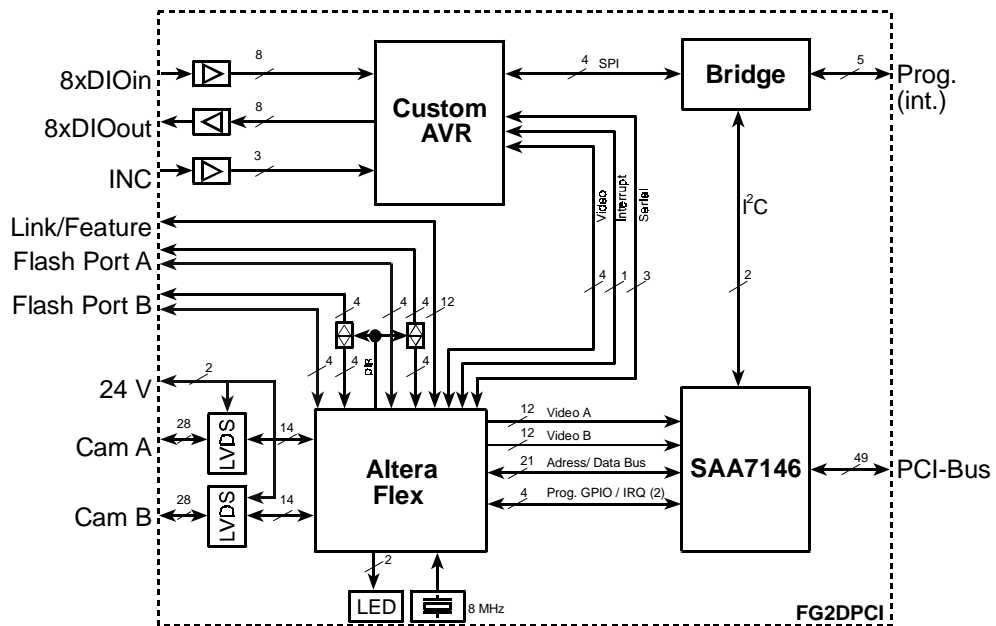 8xDIOin
8
4
SPI
Bridge
5
Prog.
(int.)
8xDIOout
8
Custom
AVR
INC
3
Video
Interrupt
Serial
I²C
Link/Feature
Flash Port A
Flash Port B
4
4
4
12
4
1
3
2
4
4
4
24 V
2
Cam A
28
LVDS
14
Cam B
28
LVDS
14
Altera
Flex
12
Video A
12
Video B
21
Adress/ Data Bus
4
Prog. GPIO / IRQ (2)
SAA7146
49
PCI-Bus
2
LED
8 MHz
FG2DPCI